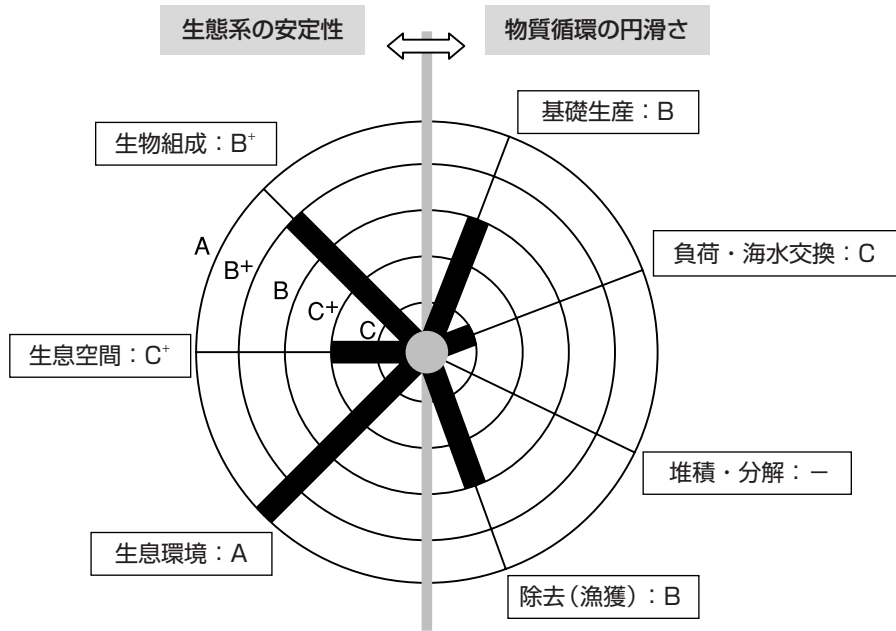 生態系の安定性
物質循環の円滑さ
基礎生産：B
生物組成：B⁺
負荷・海水交換：C
A
B+
B
C+
C
生息空間：C⁺
堆積・分解：−
生息環境：A
除去(漁獲)：B